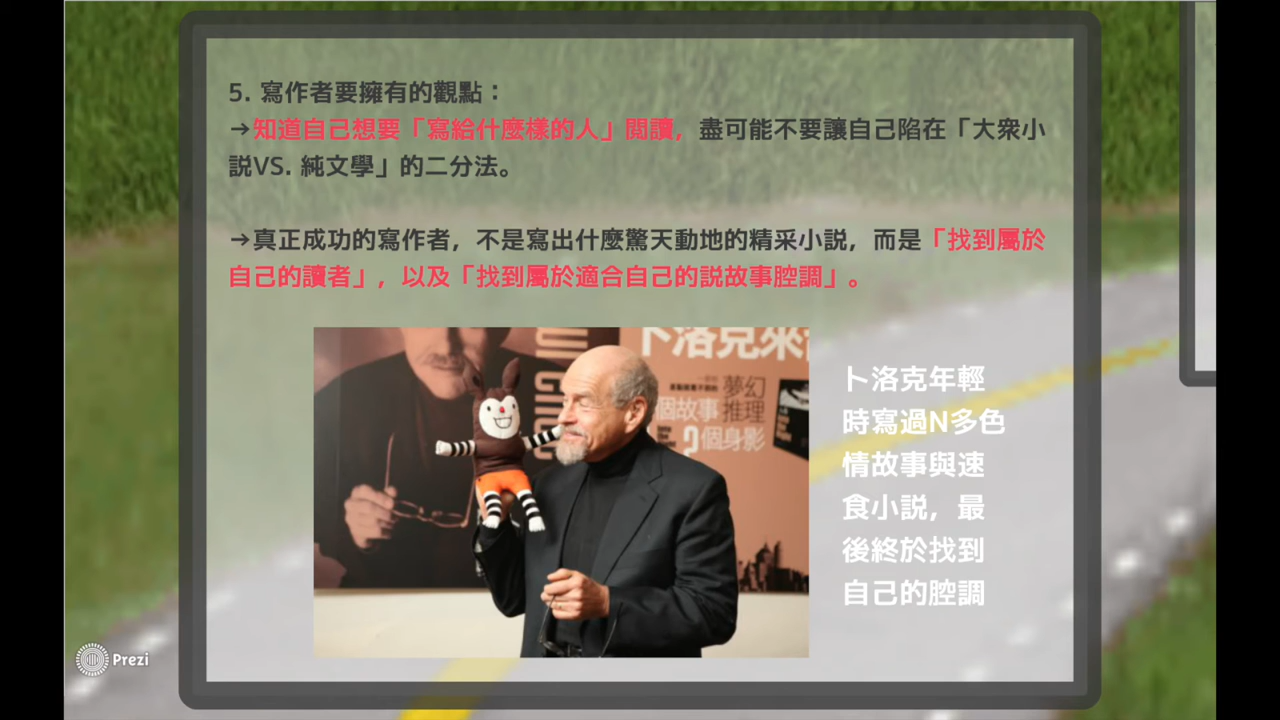 5. 寫作者要擁有的觀點：
→知道自己想要「寫給什麼樣的人」閱讀，盡可能不要讓自己陷在「大眾小
說VS. 純文學」的二分法。
→真正成功的寫作者，不是寫出什麼驚天動地的精采小說，而是「找到屬於
自己的讀者」，以及「找到屬於適合自己的說故事腔調」。
卜洛克來
夢幻
個故事 推理
個身影
卜洛克年輕
時寫過N多色
情故事與速
食小說，最
後終於找到
自己的腔調
Prezi